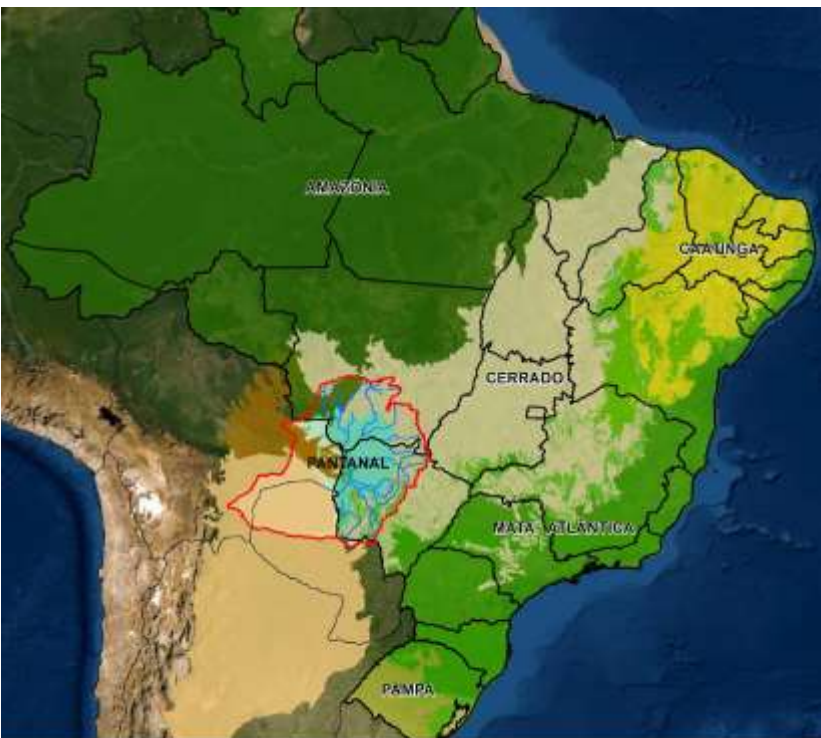 AMAZÔNIA
CAATINGA
CERRADO
PANTANAL
MATA ATLÂNTICA
PAMPA